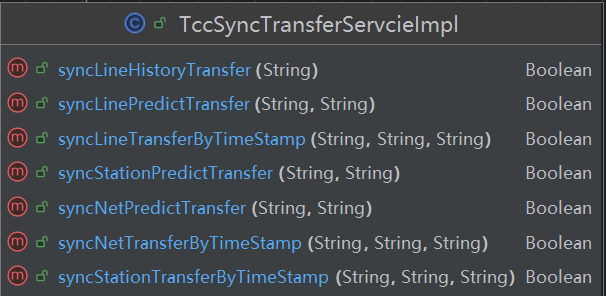 C TccSyncTransferServcieImpl
m syncLineHistoryTransfer (String) Boolean
m syncLinePredictTransfer (String, String) Boolean
m syncLineTransferByTimeStamp (String, String, String) Boolean
m syncStationPredictTransfer (String, String) Boolean
m syncNetPredictTransfer (String, String) Boolean
m syncNetTransferByTimeStamp (String, String, String) Boolean
m syncStationTransferByTimeStamp (String, String, String) Boolean